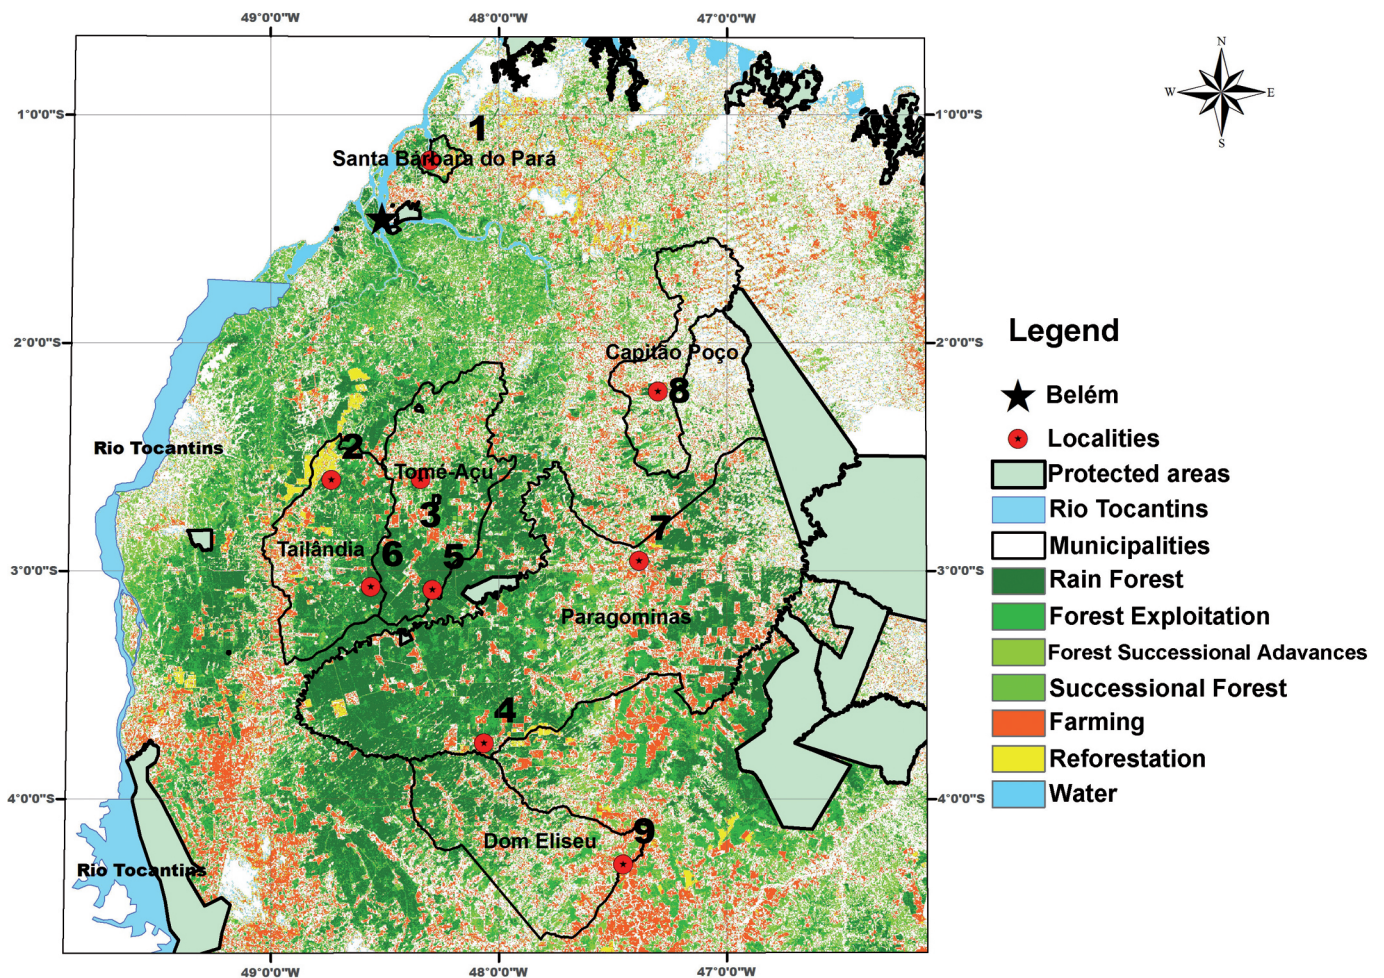 49°0'0"W
48°0'0"W
47°0'0"W
N
W
E
S
1°0'0"S
1°0'0"S
1
Santa Bárbara do Pará
2°0'0"S
2°0'0"S
Capitão Poço
8
Legend
Belém
Localities
Protected areas
Rio Tocantins
Municipalities
Rain Forest
Forest Exploitation
Forest Successional Adavances
Successional Forest
Farming
Reforestation
Water
Rio Tocantins
2
Tomé-Açu
3
7
Tailândia
6
5
3°0'0"S
3°0'0"S
Paragominas
4
4°0'0"S
4°0'0"S
Dom Eliseu
9
Rio Tocantins
49°0'0"W
48°0'0"W
47°0'0"W